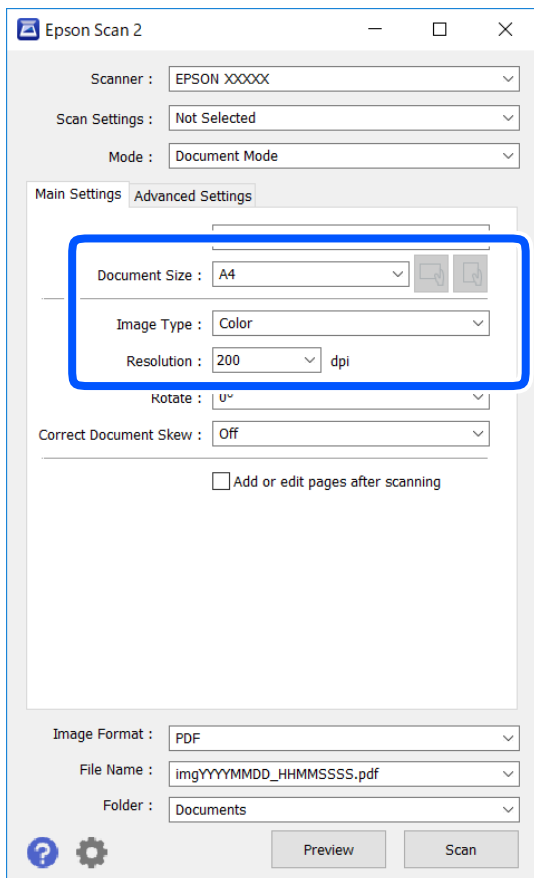 Epson Scan 2
Scanner : EPSON XXXXX
Scan Settings : Not Selected
Mode : Document Mode
Main Settings Advanced Settings
Document Size : A4
Image Type : Color
Resolution : 200 dpi
Rotate : 0°
Correct Document Skew : Off
Add or edit pages after scanning
Image Format : PDF
File Name : imgYYYYMMDD_HHMMSSSS.pdf
Folder : Documents
? Preview Scan